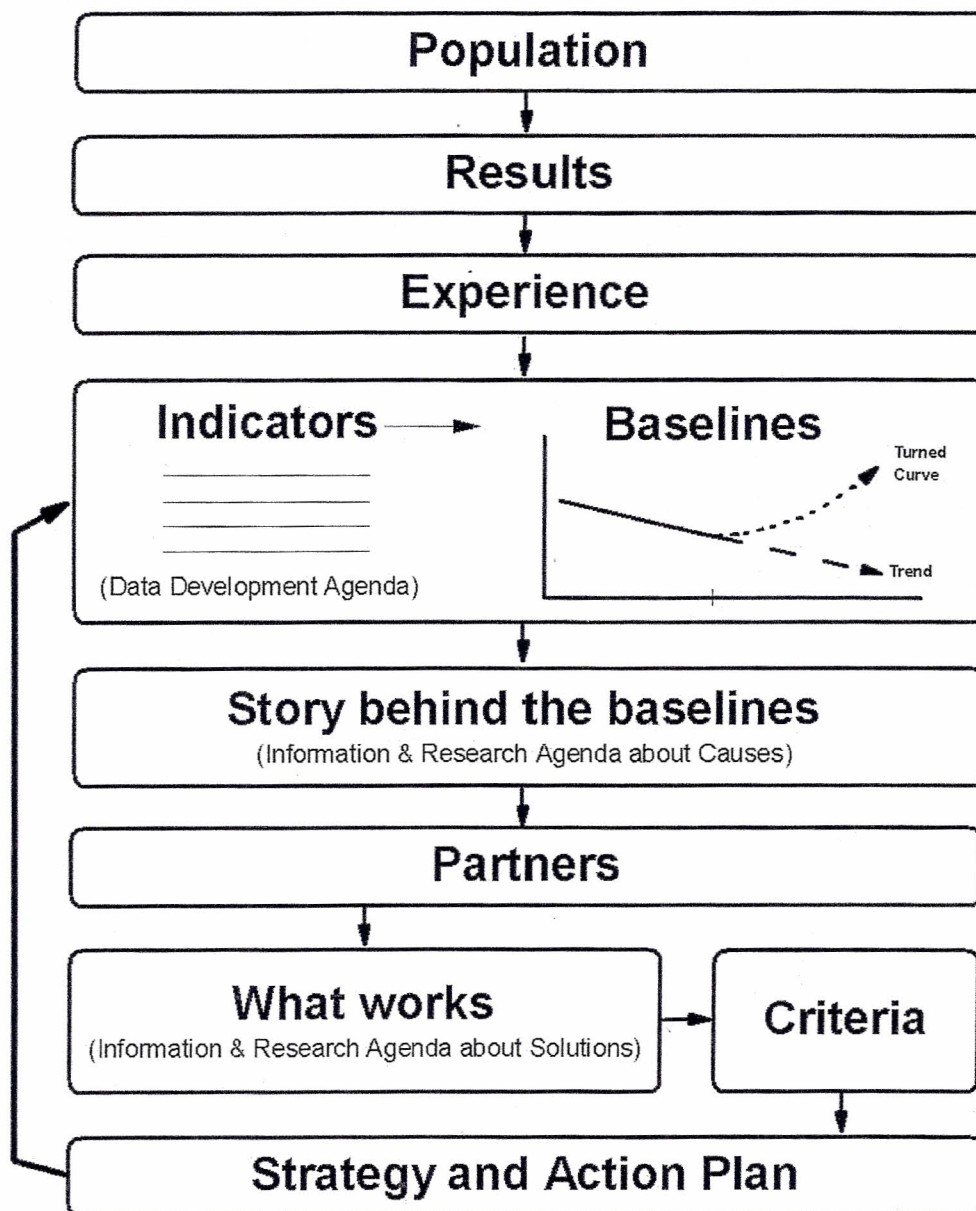 Population
Results
Experience
Indicators
Baselines
Turned
Curve
(Data Development Agenda)
Trend
Story behind the baselines
(Information & Research Agenda about Causes)
Partners
What works
(Information & Research Agenda about Solutions)
Criteria
Strategy and Action Plan